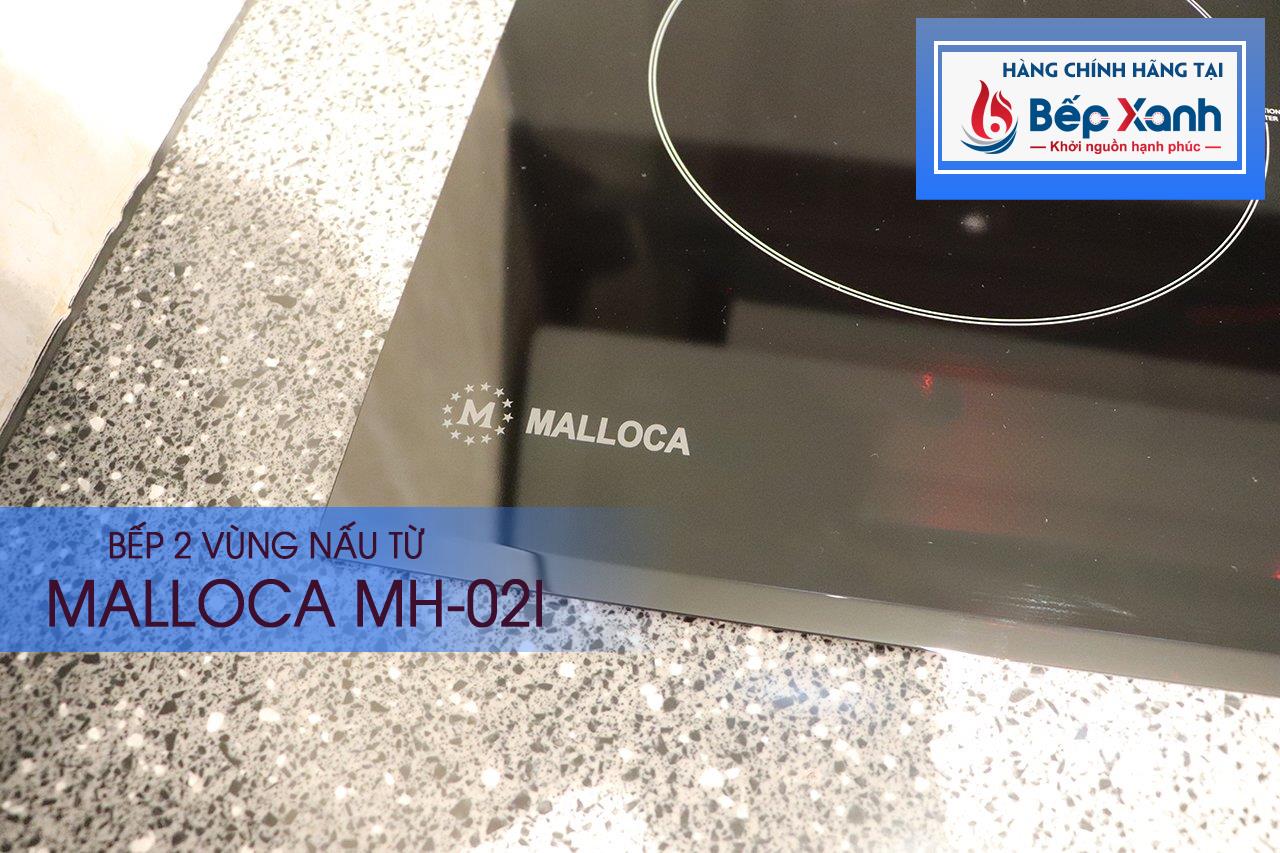 HÀNG CHÍNH HÃNG TẠI
Bếp Xanh
Khởi nguồn hạnh phúc
M MALLOCA
BẾP 2 VÙNG NẤU TỪ
MALLOCA MH-02I